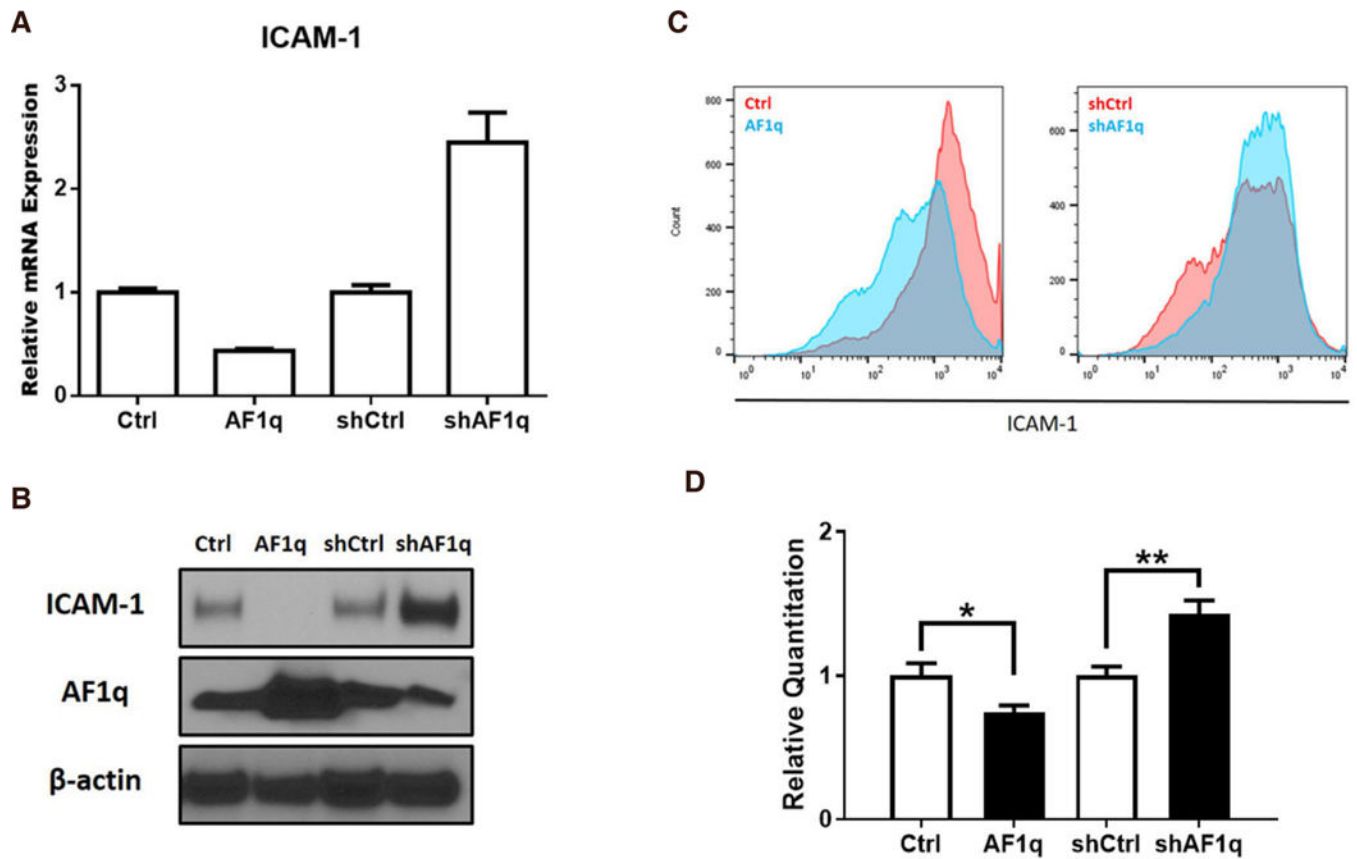 A
ICAM-1
Relative mRNA Expression
3
2
1
0
Ctrl
AF1q
shCtrl
shAF1q
B
Ctrl AF1q shCtrl shAF1q
ICAM-1
AF1q
β-actin
C
Ctrl
AF1q
Count
800
600
400
200
0
10⁰ 10¹ 10² 10³ 10⁴
shCtrl
shAF1q
600
400
200
0
10⁰ 10¹ 10² 10³ 10⁴
ICAM-1
D
Relative Quantitation
2
1
0
*
**
Ctrl AF1q shCtrl shAF1q